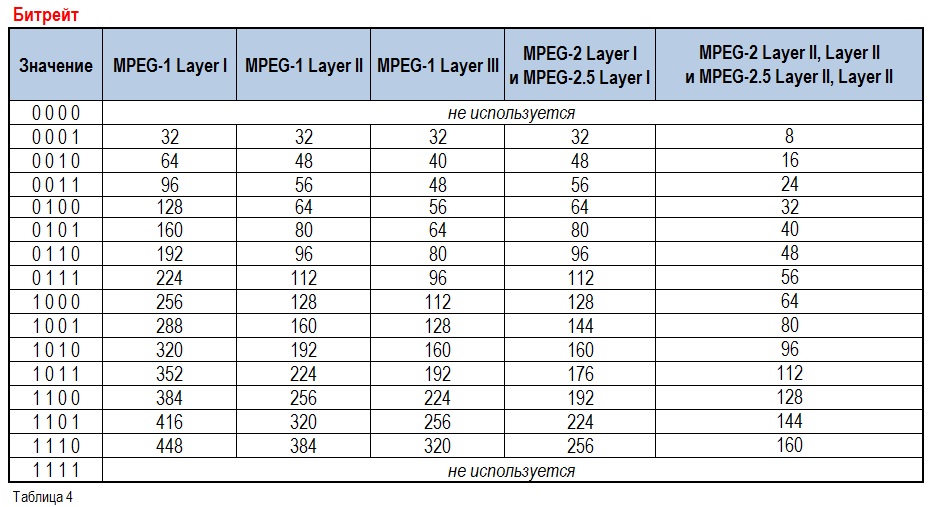 Битрейт
Значение MPEG-1 Layer I MPEG-1 Layer II MPEG-1 Layer III MPEG-2 Layer I и MPEG-2.5 Layer I MPEG-2 Layer II, Layer II и MPEG-2.5 Layer II, Layer II
0 0 0 0 не используется
0 0 0 1 32 32 32 32 8
0 0 1 0 64 48 40 48 16
0 0 1 1 96 56 48 56 24
0 1 0 0 128 64 56 64 32
0 1 0 1 160 80 64 80 40
0 1 1 0 192 96 80 96 48
0 1 1 1 224 112 96 112 56
1 0 0 0 256 128 112 128 64
1 0 0 1 288 160 128 144 80
1 0 1 0 320 192 160 160 96
1 0 1 1 352 224 192 176 112
1 1 0 0 384 256 224 192 128
1 1 0 1 416 320 256 224 144
1 1 1 0 448 384 320 256 160
1 1 1 1 не используется
Таблица 4